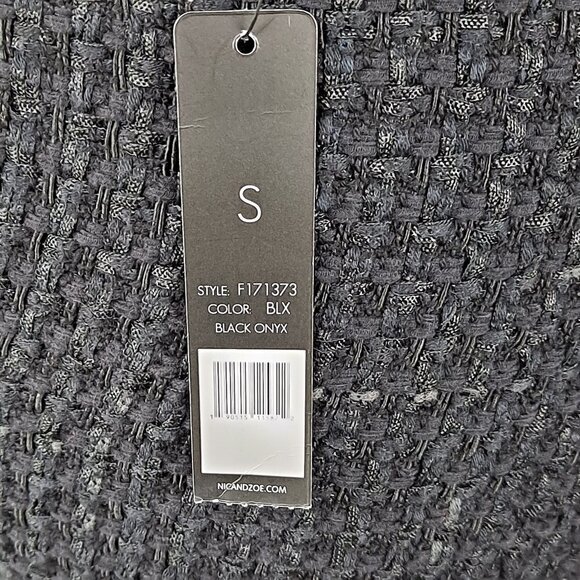 S
STYLE: F171373
COLOR: BLX
BLACK ONYX
NICANDZOE.COM